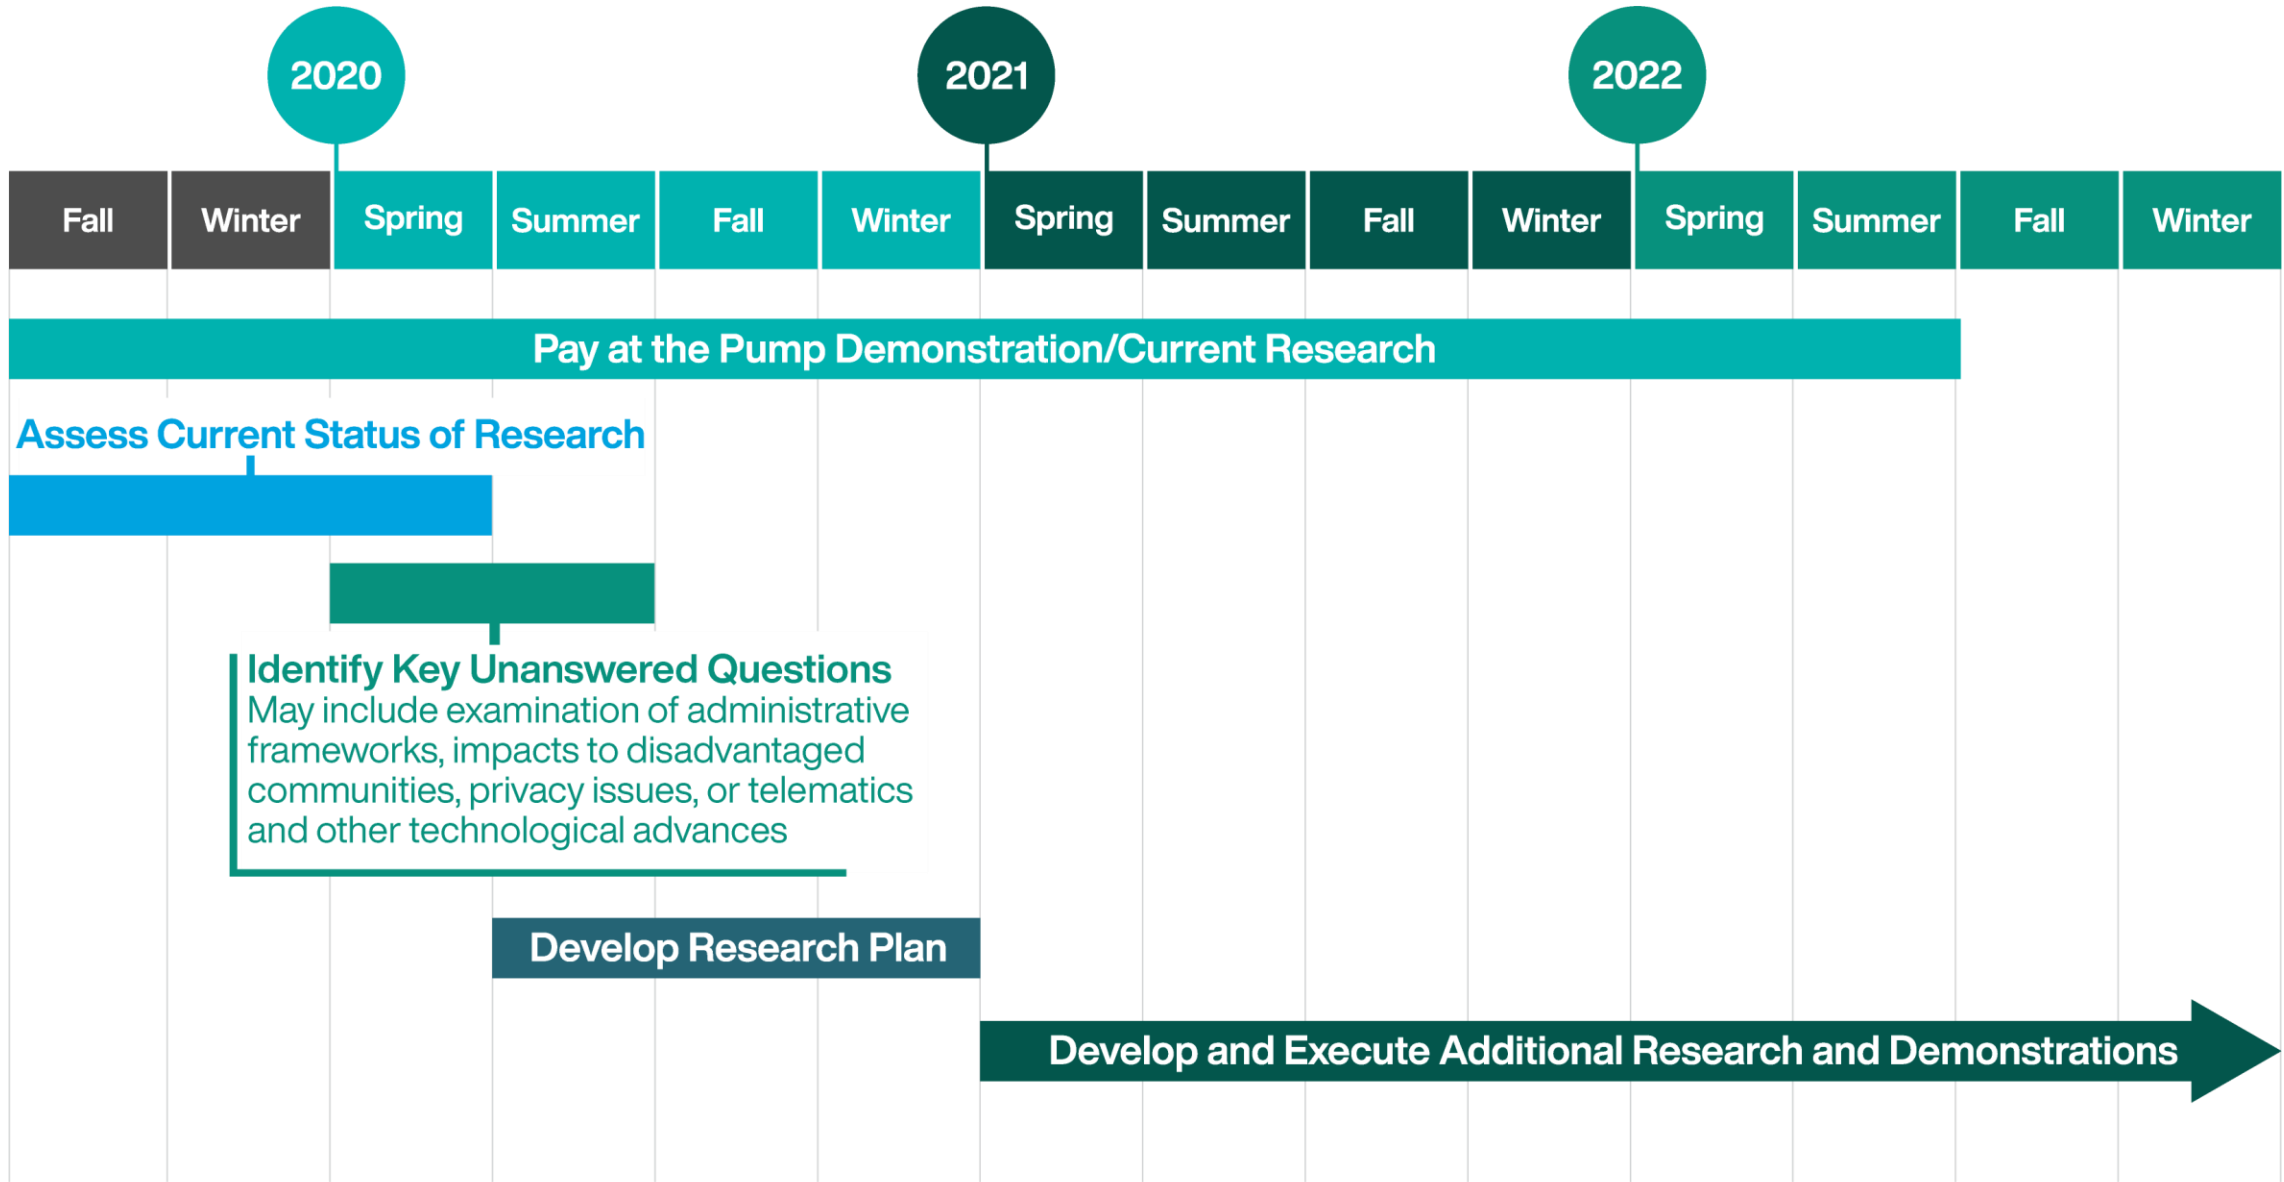 2020
2021
2022
Fall
Winter
Spring
Summer
Fall
Winter
Spring
Summer
Fall
Winter
Spring
Summer
Fall
Winter
Pay at the Pump Demonstration/Current Research
Assess Current Status of Research
Identify Key Unanswered Questions
May include examination of administrative
frameworks, impacts to disadvantaged
communities, privacy issues, or telematics
and other technological advances
Develop Research Plan
Develop and Execute Additional Research and Demonstrations